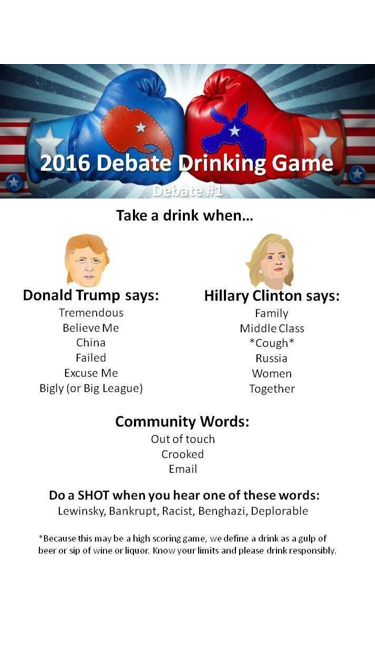 2016 Debate Drinking Game
Debate #1
Take a drink when...
Donald Trump says:
Tremendous
Believe Me
China
Failed
Excuse Me
Bigly (or Big League)
Hillary Clinton says:
Family
Middle Class
*Cough*
Russia
Women
Together
Community Words:
Out of touch
Crooked
Email
Do a SHOT when you hear one of these words:
Lewinsky, Bankrupt, Racist, Benghazi, Deplorable
*Because this may be a high scoring game, we define a drink as a gulp of
beer or sip of wine or liquor. Know your limits and please drink responsibly.